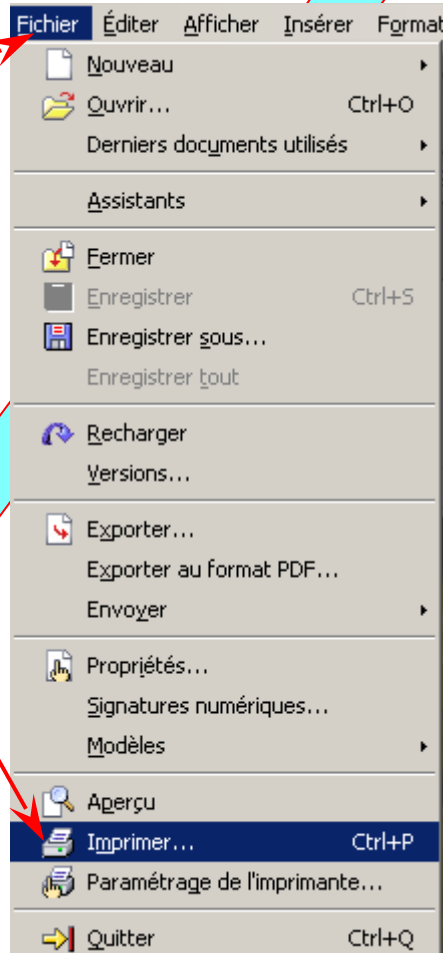 Fichier Éditer Afficher Insérer Format
Nouveau
Ouvrir... Ctrl+O
Derniers documents utilisés
Assistants
Fermer
Enregistrer Ctrl+S
Enregistrer sous...
Enregistrer tout
Recharger
Versions...
Exporter...
Exporter au format PDF...
Envoyer
Propriétés...
Signatures numériques...
Modèles
Aperçu
Imprimer... Ctrl+P
Paramétrage de l'imprimante...
Quitter Ctrl+Q